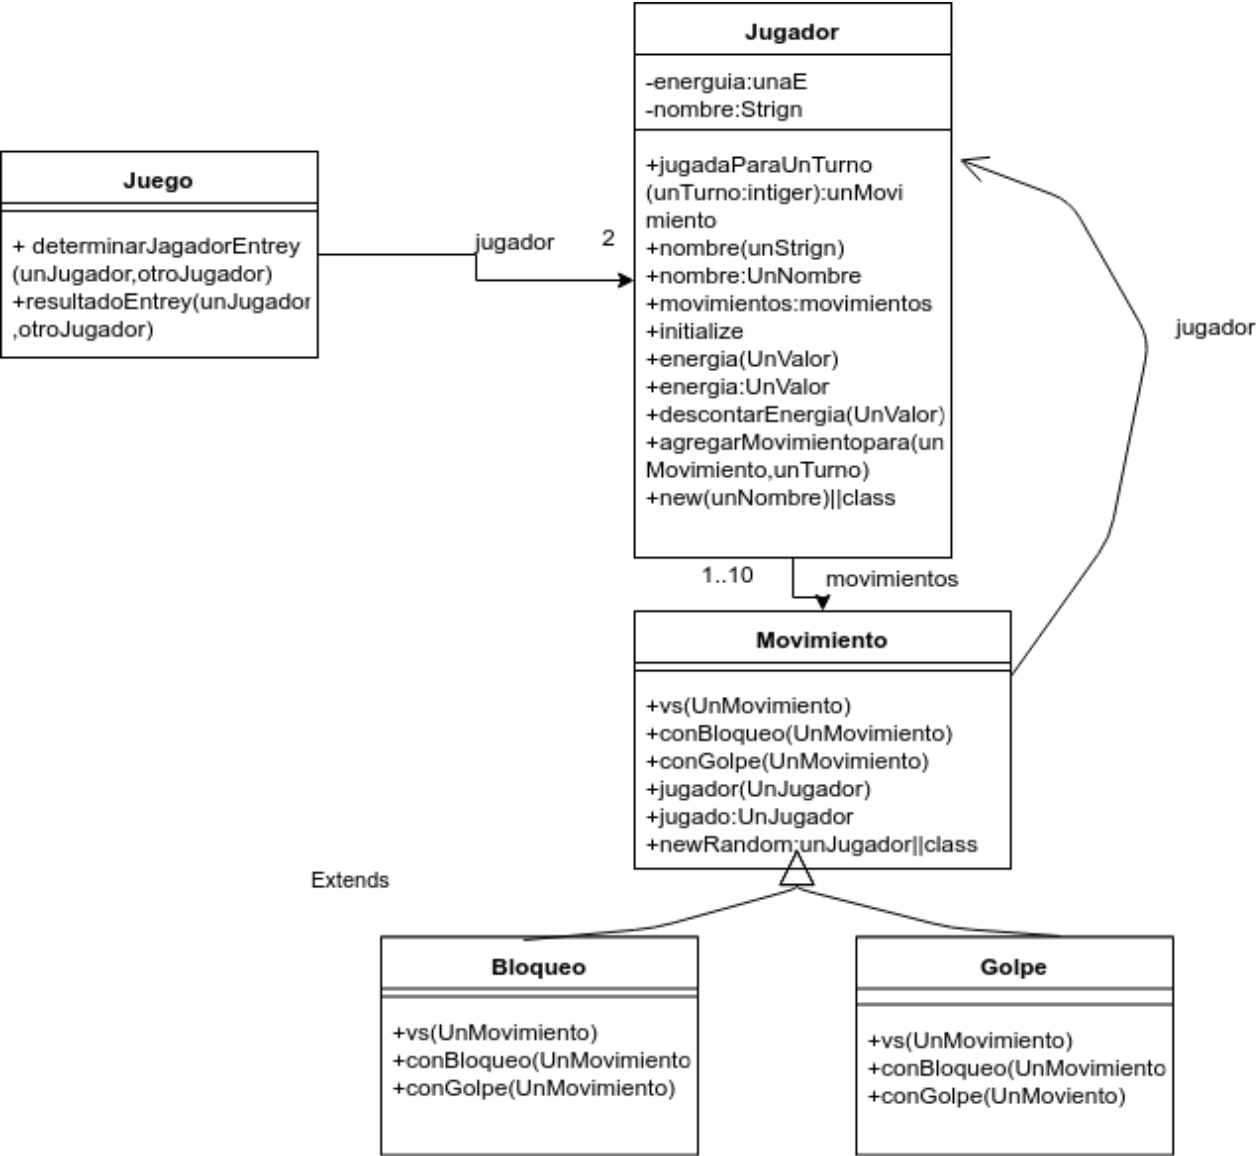 Jugador
-energuia:unaE
-nombre:Strign
+jugadaParaUnTurno
(unTurno:intiger):unMovi
miento
+nombre(unStrign)
+nombre:UnNombre
+movimientos:movimientos
+initialize
+energia(UnValor)
+energia:UnValor
+descontarEnergia(UnValor)
+agregarMovimientopara(un
Movimiento,unTurno)
+new(unNombre)||class
Juego
+ determinarJagadorEntrey
(unJugador,otroJugador)
+resultadoEntrey(unJugador
,otroJugador)
jugador
2
jugador
1..10
movimientos
Movimiento
+vs(UnMovimiento)
+conBloqueo(UnMovimiento)
+conGolpe(UnMovimiento)
+jugador(UnJugador)
+jugado:UnJugador
+newRandom:unJugador||class
Extends
Bloqueo
+vs(UnMovimiento)
+conBloqueo(UnMovimiento
+conGolpe(UnMovimiento)
Golpe
+vs(UnMovimiento)
+conBloqueo(UnMovimiento
+conGolpe(UnMoviento)